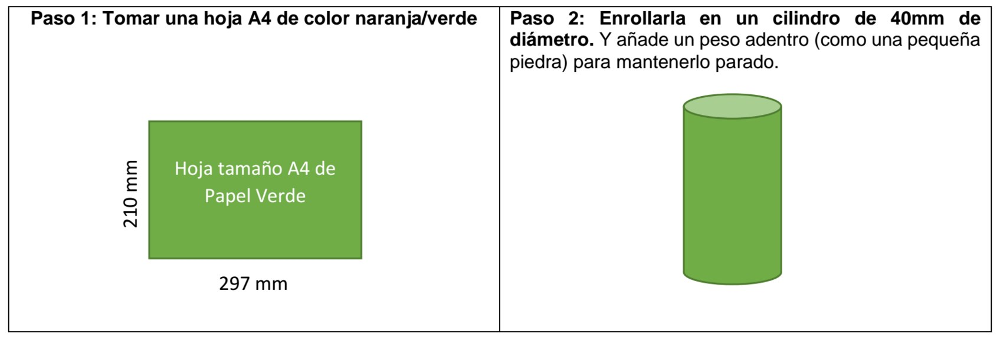 Paso 1: Tomar una hoja A4 de color naranja/verde
210 mm
Hoja tamaño A4 de
Papel Verde
297 mm
Paso 2: Enrollarla en un cilindro de 40mm de
diámetro. Y añade un peso adentro (como una pequeña
piedra) para mantenerlo parado.